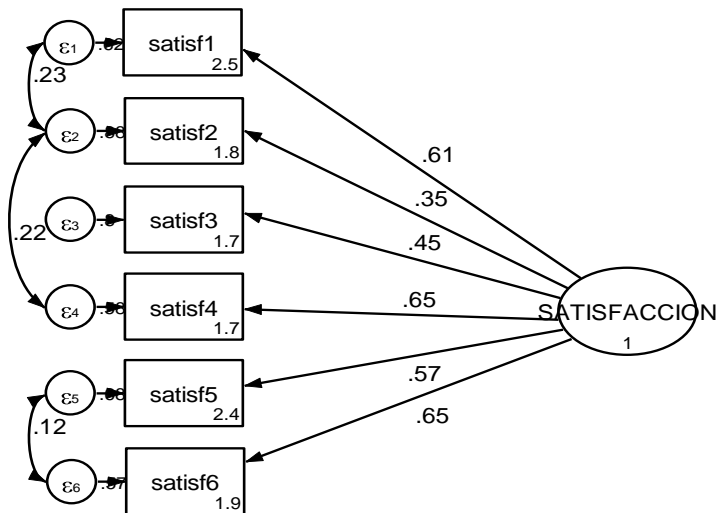 ε1
satisf1
2.5
.23
.61
ε2
satisf2
1.8
.35
ε3
satisf3
1.7
.45
.22
ε4
satisf4
1.7
.65
SATISFACCION
1
ε5
satisf5
2.4
.57
.12
.65
ε6
satisf6
1.9